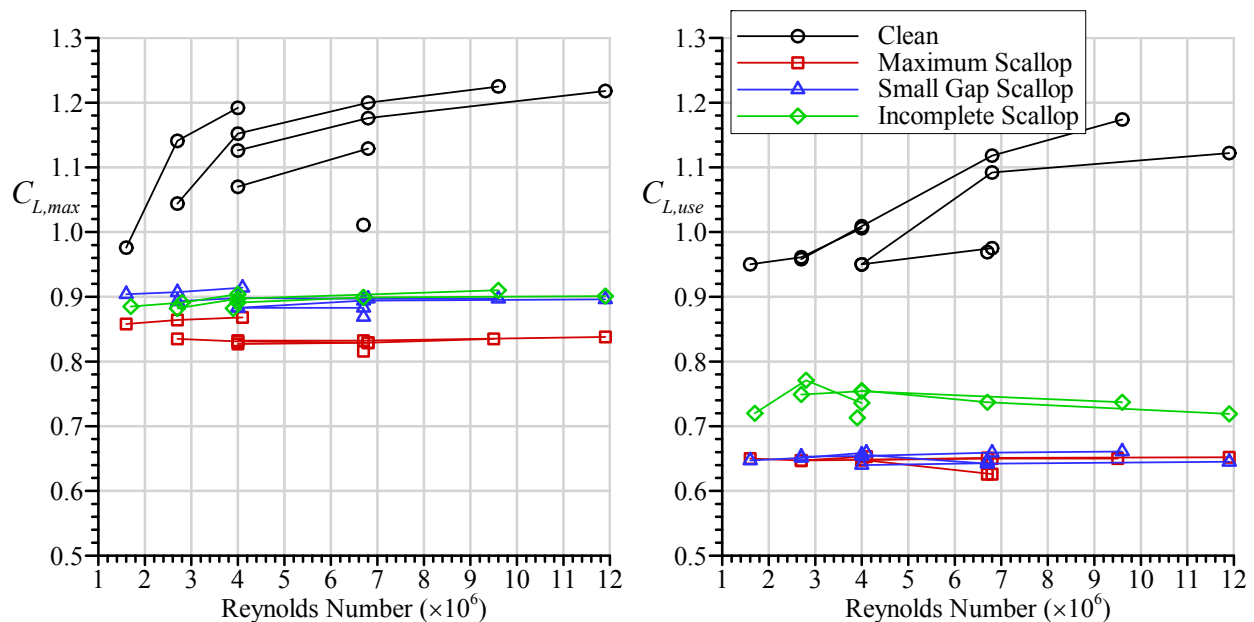 1.3
1.2
1.1
C_L,max
1.0
0.9
0.8
0.7
0.6
0.5
1 2 3 4 5 6 7 8 9 10 11 12
Reynolds Number (×10⁶)
Clean
Maximum Scallop
Small Gap Scallop
Incomplete Scallop
1.3
1.2
1.1
C_L,use
1.0
0.9
0.8
0.7
0.6
0.5
1 2 3 4 5 6 7 8 9 10 11 12
Reynolds Number (×10⁶)